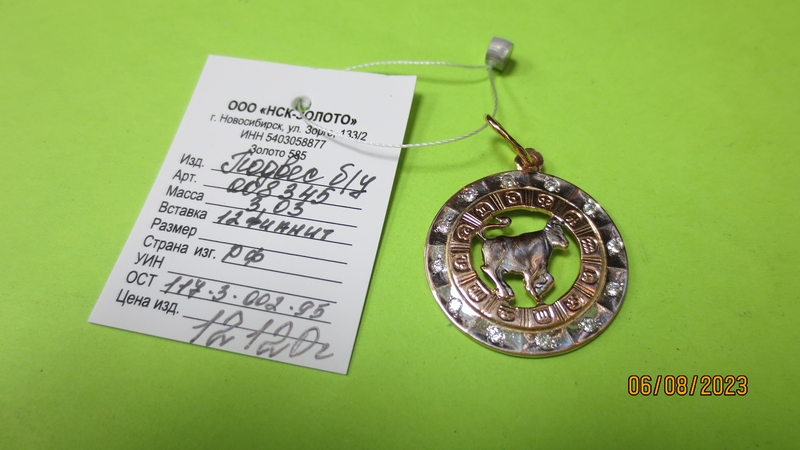 ООО «НСК-ЗОЛОТО»
г. Новосибирск, ул. Зорге, 133/2
ИНН 5403058877
Золото 585
Изд. Подвес б/у
Арт. 008345
Масса 3,03
Вставка 12 фианит
Размер
Страна изг. РФ
УИН
ОСТ 117-3-002-95
Цена изд. 12120
06/08/2023